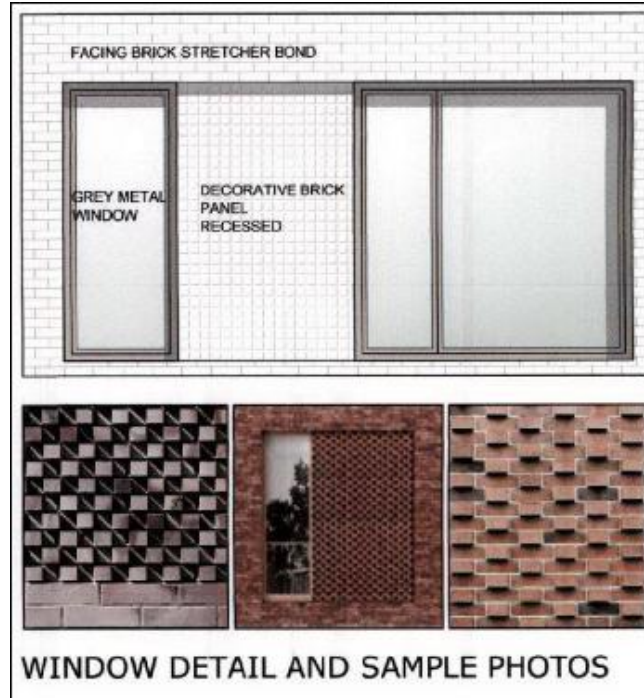 FACING BRICK STRETCHER BOND
GREY METAL
WINDOW
DECORATIVE BRICK
PANEL
RECESSED
WINDOW DETAIL AND SAMPLE PHOTOS